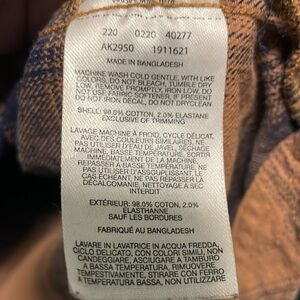 220 0220 40277
AK2950 1911621
MADE IN BANGLADESH
MACHINE WASH COLD GENTLE, WITH LIKE
COLORS, DO NOT BLEACH, TUMBLE DRY
LOW, REMOVE PROMPTLY, IRON LOW, DO
NOT USE FABRIC SOFTENER, IF PRESENT
DO NOT IRON DECAL, DO NOT DRYCLEAN
SHELL: 98.0% COTTON, 2.0% ELASTANE
EXCLUSIVE OF TRIMMING
LAVAGE MACHINE À FROID, CYCLE DÉLICAT,
AVEC DES COULEURS SIMILAIRES, NE
PAS UTILISER D'EAU DE JAVEL, SÉCHAGE
MACHINE, BASSE TEMPÉRATURE, SORTIR
IMMÉDIATEMENT DE LA MACHINE,
REPASSAGE À BASSE TEMPÉRATURE, NE
PAS UTILISER D'ASSOUPLISSANT, LE
CAS ÉCHÉANT, NE PAS REPASSER LA
DÉCALCOMANIE, NETTOYAGE À SEC
INTERDIT
EXTÉRIEUR: 98.0% COTON, 2.0%
ÉLASTHANNE
SAUF LES BORDURES
FABRIQUÉ AU BANGLADESH
LAVARE IN LAVATRICE IN ACQUA FREDDA,
CICLO DELICATO, CON COLORI SIMILI, NON
CANDEGGIARE, ASCIUGARE A TAMBURO
A BASSA TEMPERATURA, RIMUOVERE
TEMPESTIVAMENTE, STIRARE CON FERRO
A BASSA TEMPERATURA, NON UTILIZZARE